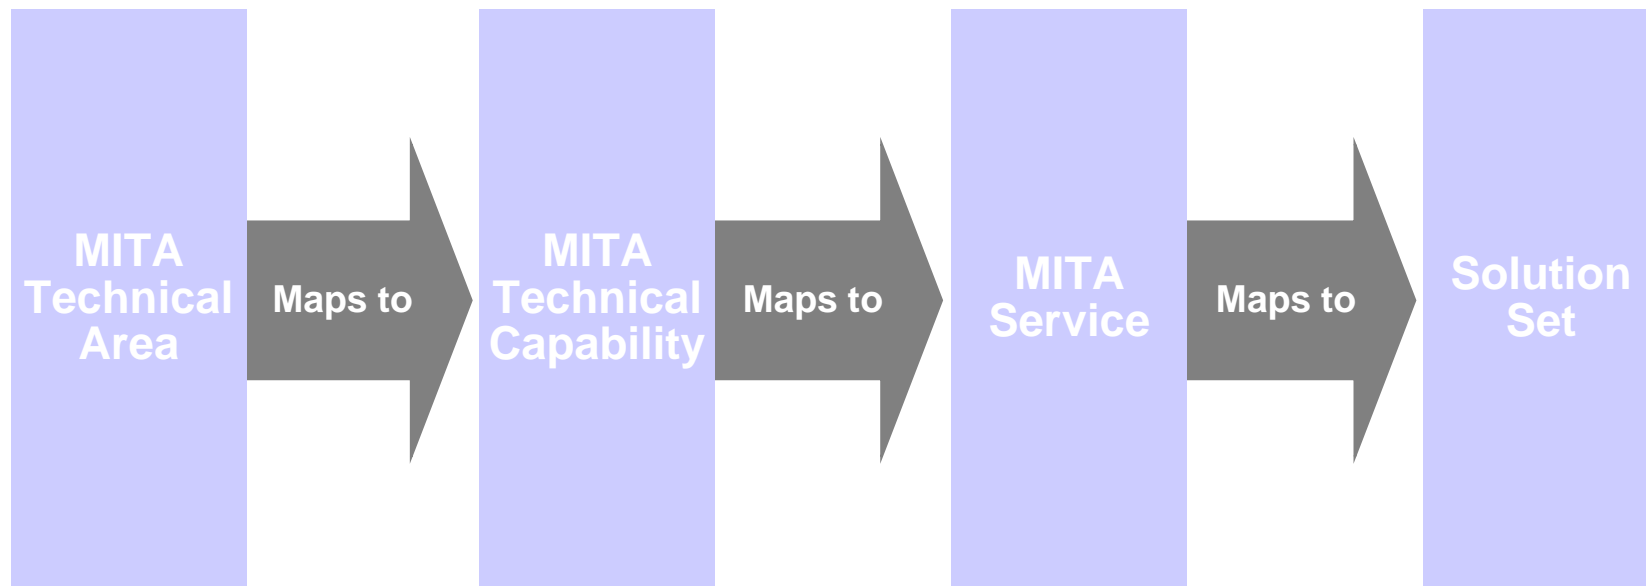 MITA
Technical
Area
Maps to
MITA
Technical
Capability
Maps to
MITA
Service
Maps to
Solution
Set